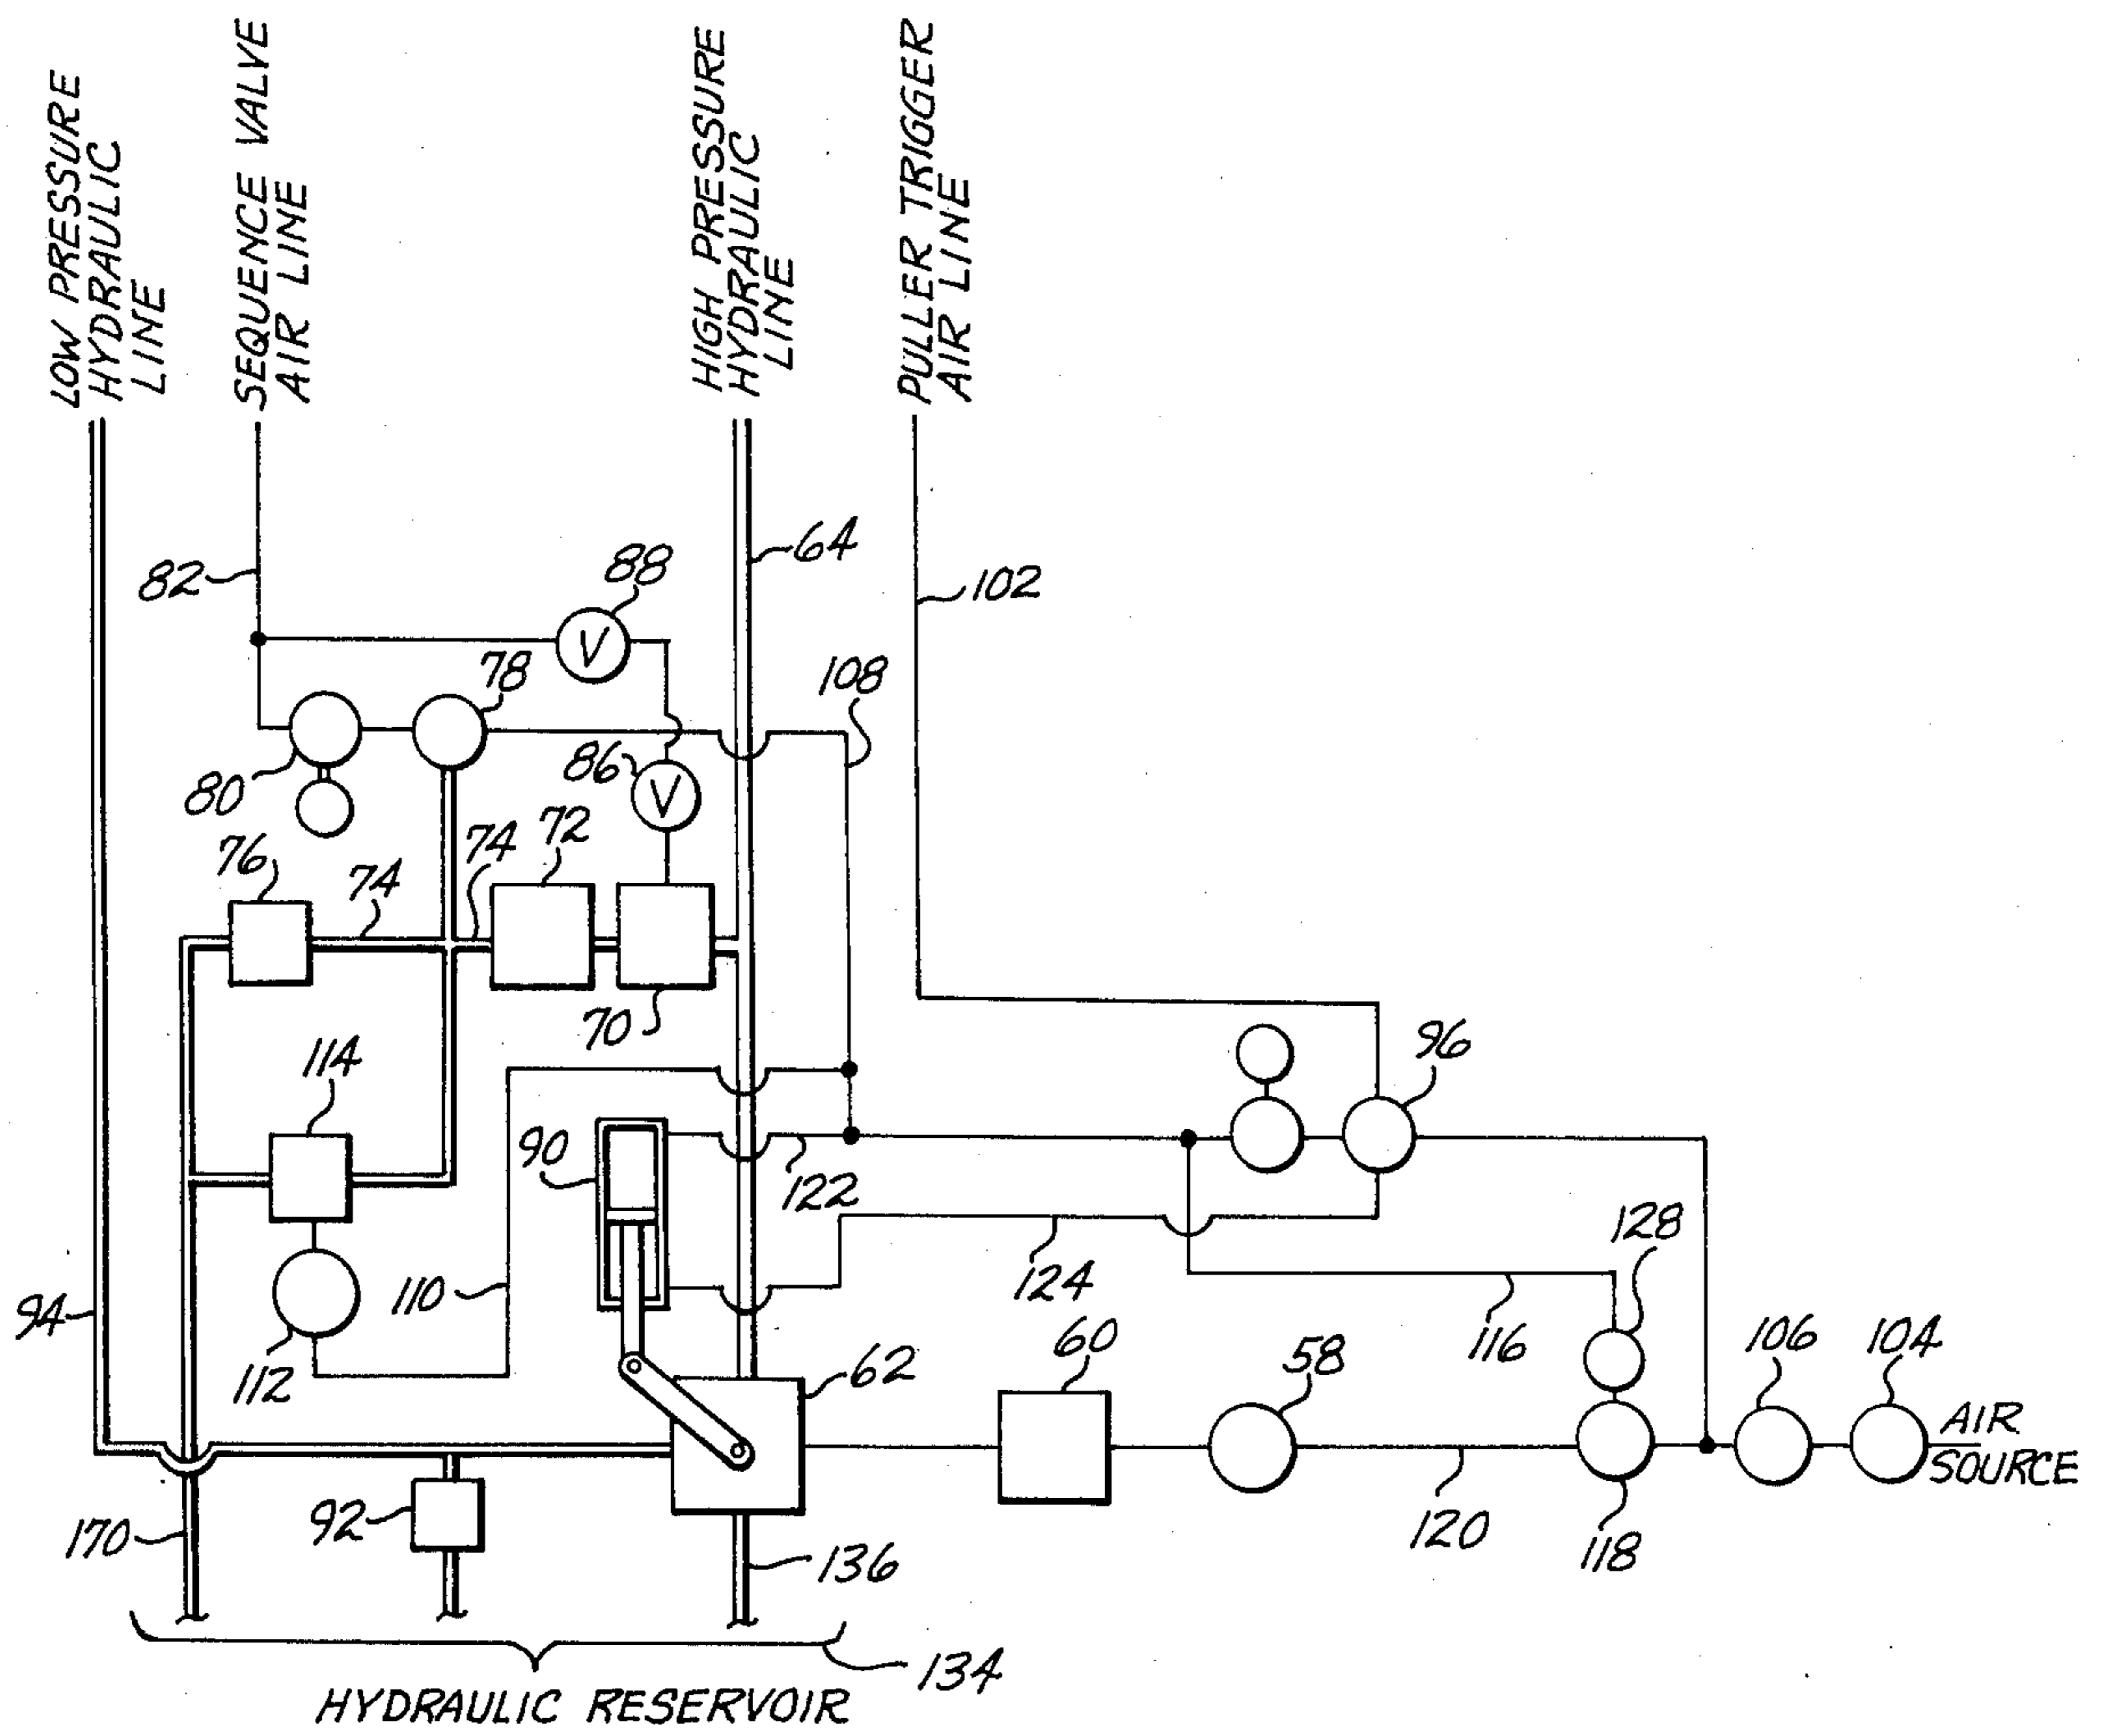 LOW PRESSURE
HYDRAULIC
LINE
SEQUENCE VALVE
AIR LINE
HIGH PRESSURE
HYDRAULIC
LINE
PULLER TRIGGER
AIR LINE
64
88
82
102
78
108
86
80
72
74
76
74
70
96
114
90
122
128
124
110
94
116
106
104
60
58
62
112
AIR
SOURCE
92
120
170
118
136
134
HYDRAULIC RESERVOIR
V
V